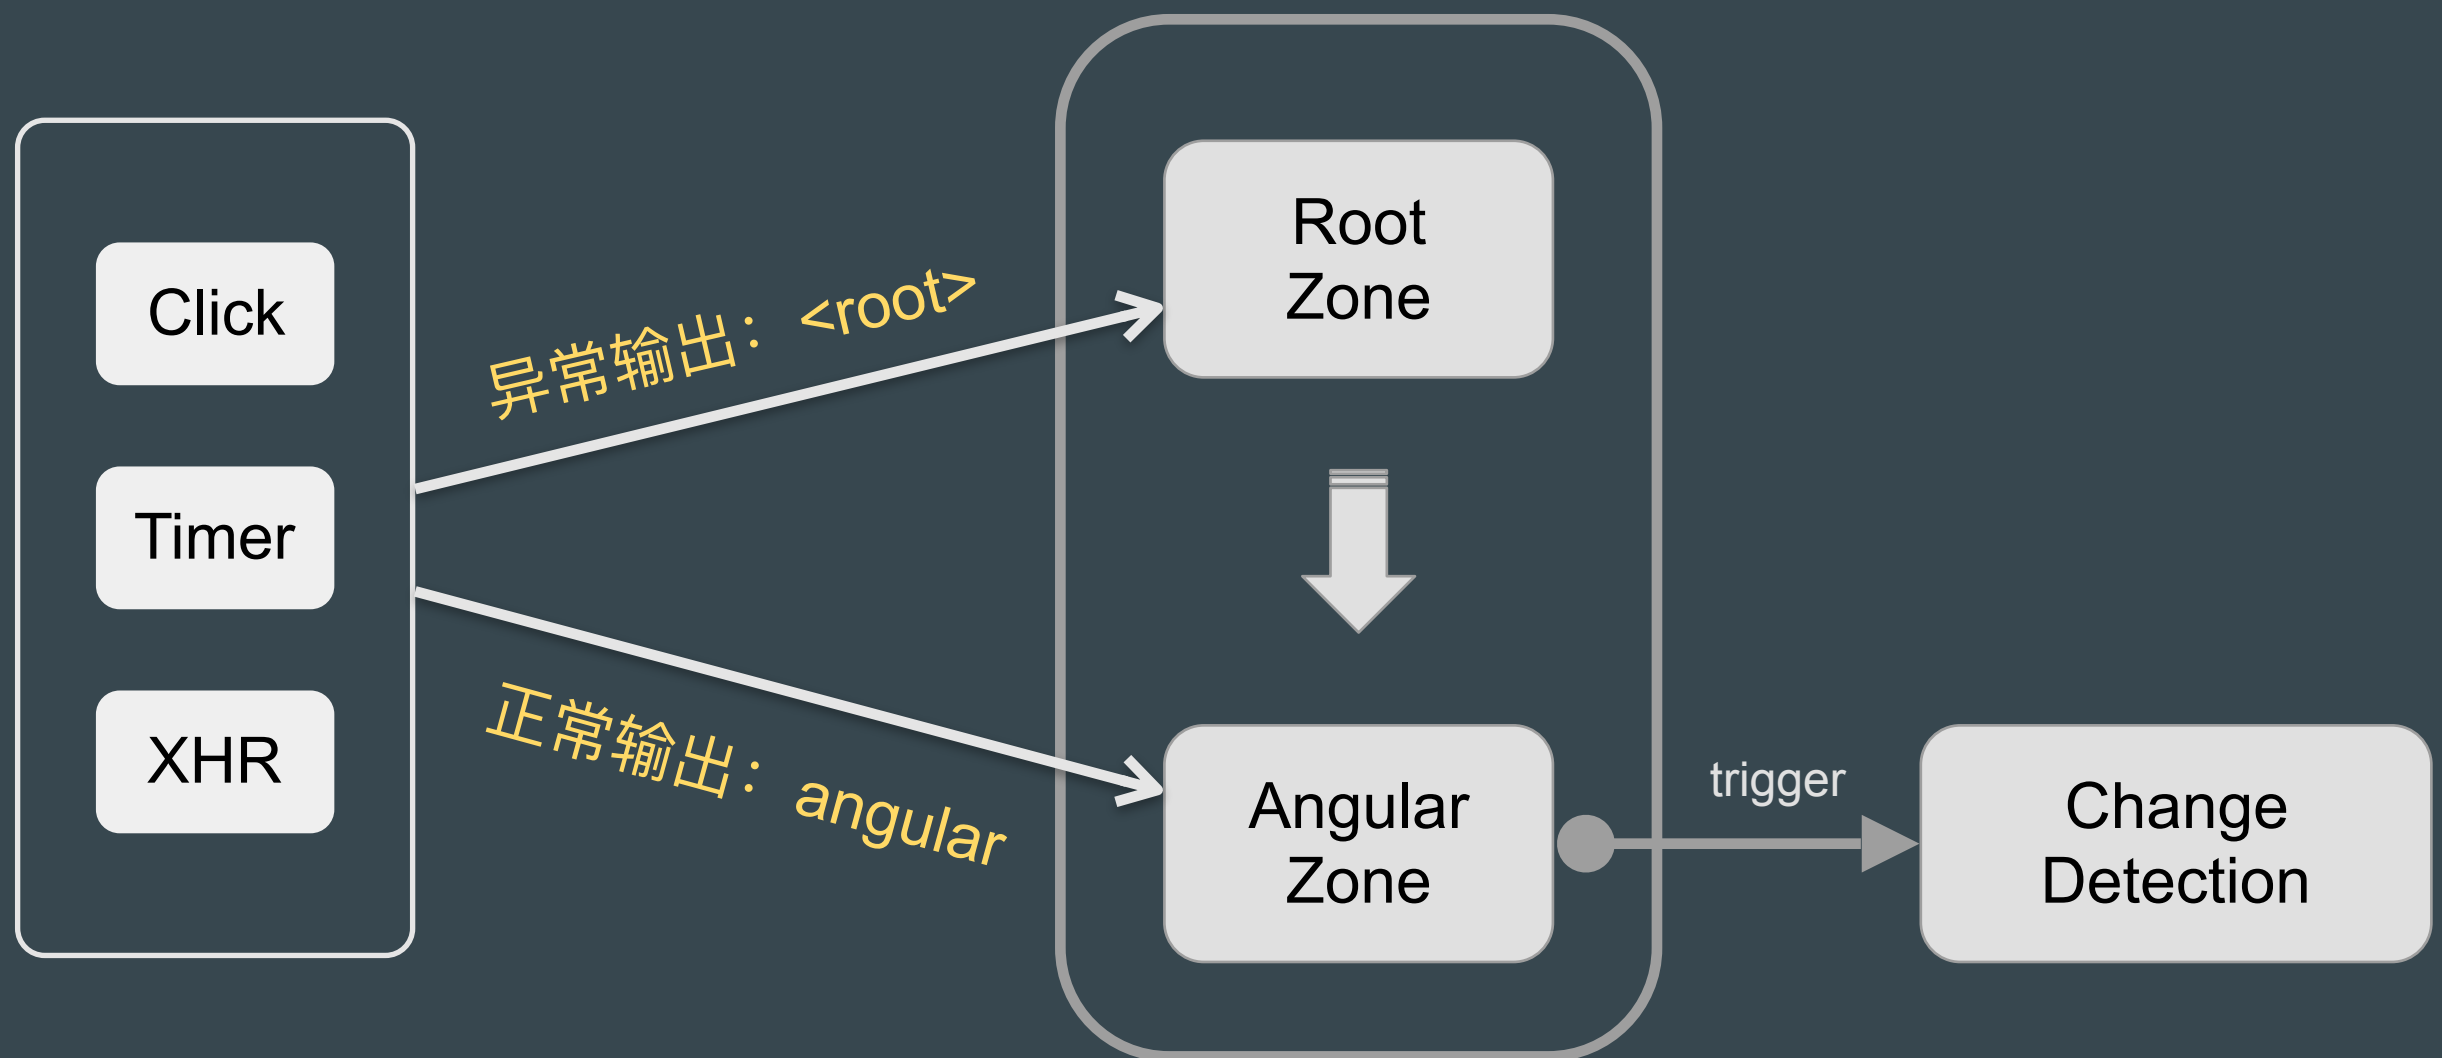 Click
Timer
XHR
异常输出：<root>
正常输出：angular
Root
Zone
Angular
Zone
trigger
Change
Detection